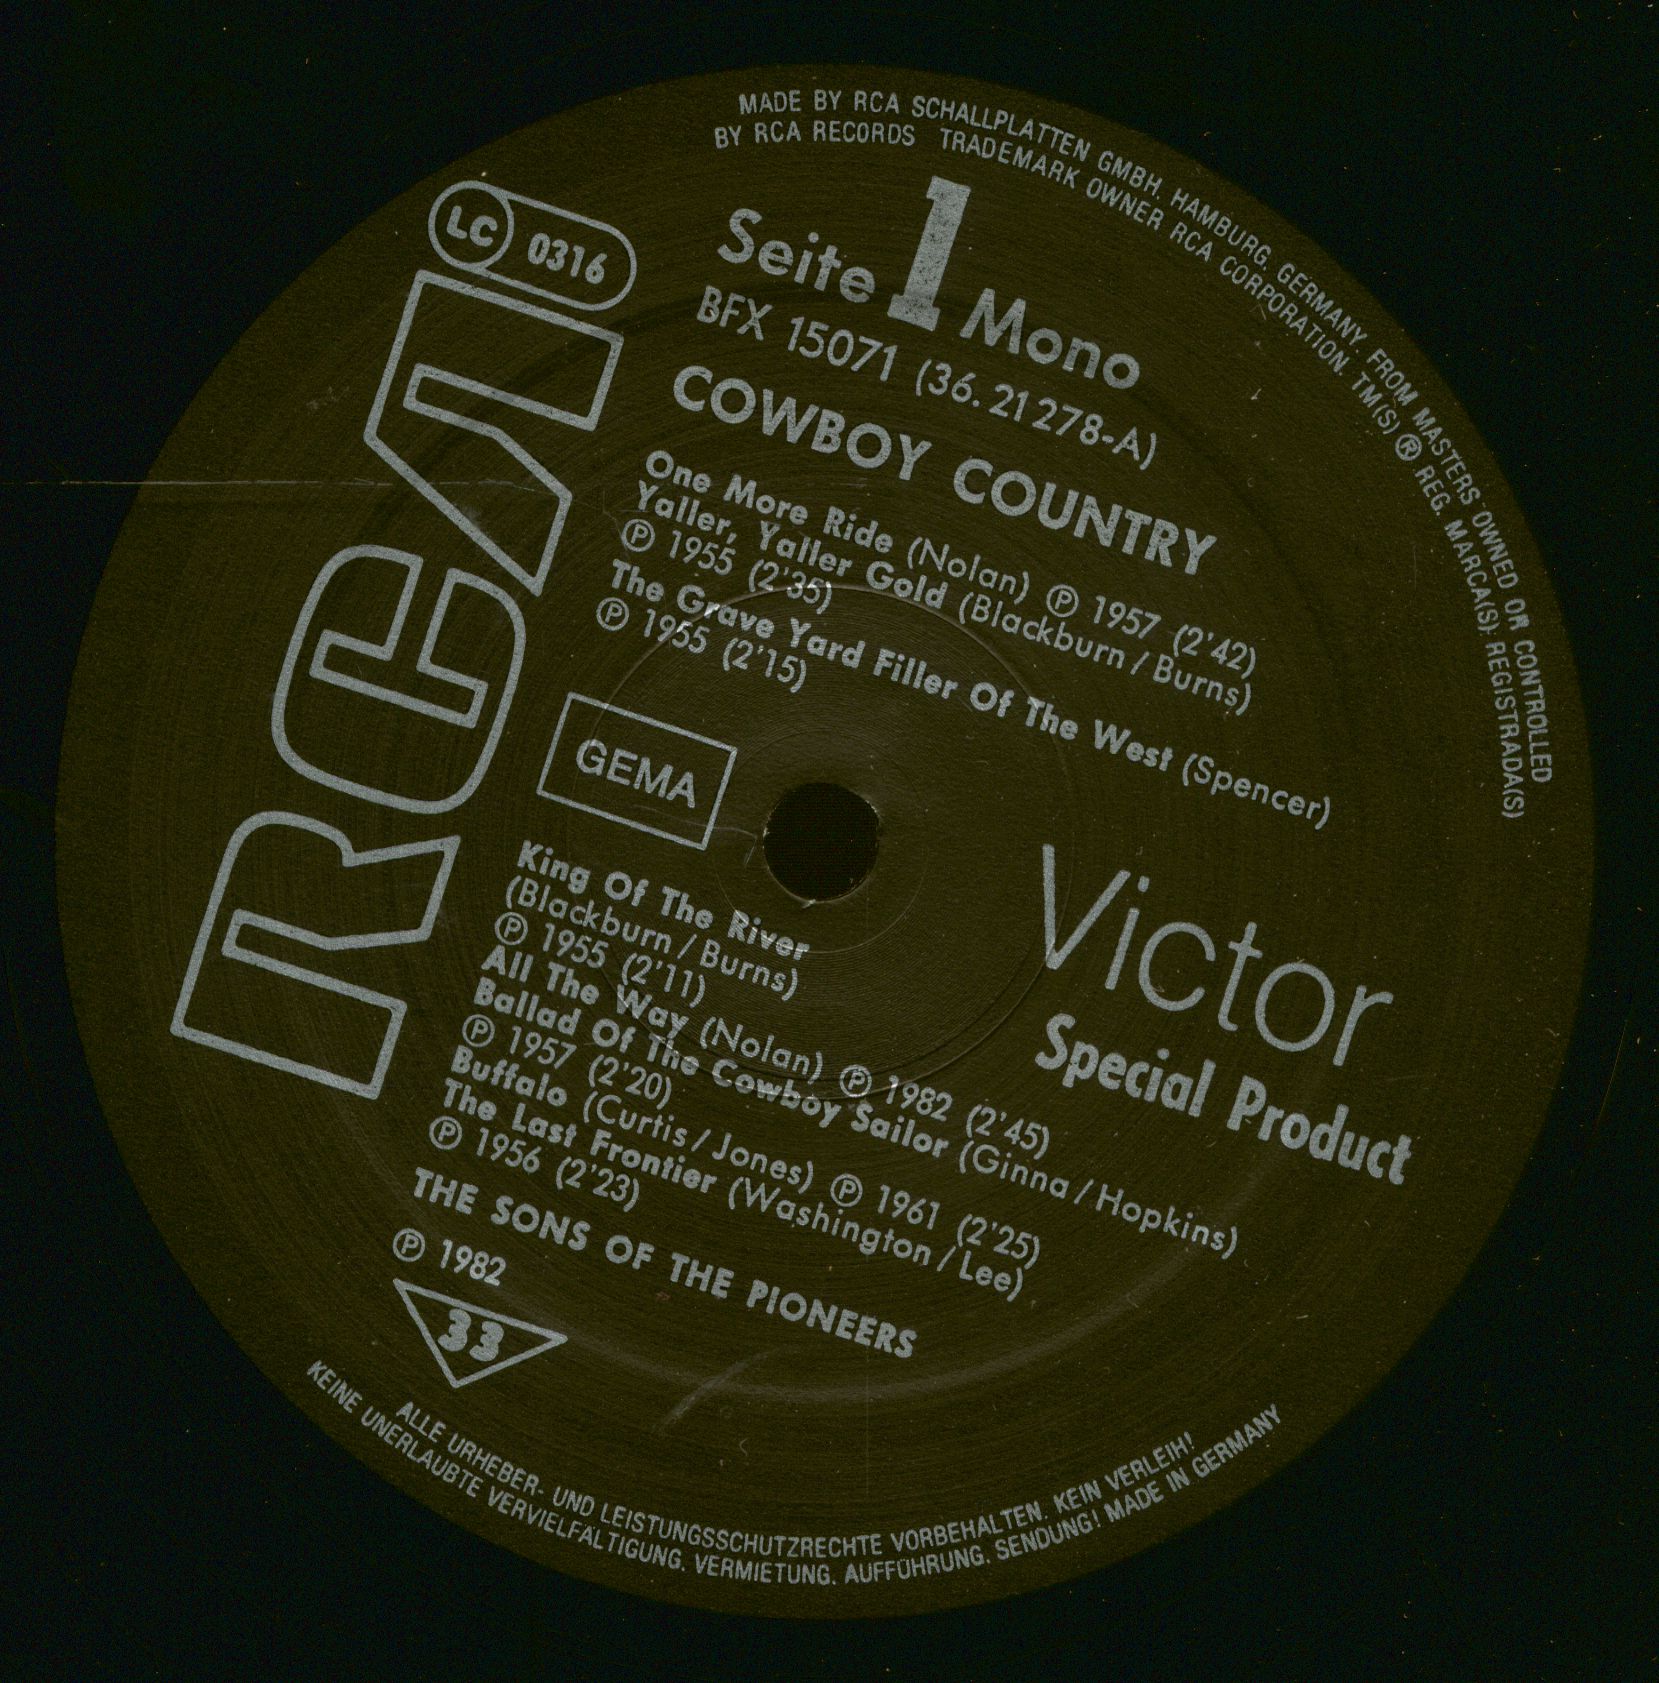 MADE BY RCA SCHALLPLATTEN GMBH, HAMBURG, GERMANY FROM MASTERS OWNED OR CONTROLLED
BY RCA RECORDS TRADEMARK OWNER RCA CORPORATION. TM(S) ® REG. MARCA(S): REGISTRADA(S)
LC 0316
RCA
Seite 1 Mono
BFX 15071 (36.21278-A)
COWBOY COUNTRY
One More Ride (Nolan) ℗ 1957 (2'42)
Yaller, Yaller Gold (Blackburn/Burns)
℗ 1955 (2'35)
The Grave Yard Filler Of The West (Spencer)
℗ 1955 (2'15)
GEMA
Victor
Special Product
King Of The River
(Blackburn/Burns)
℗ 1955 (2'11)
All The Way (Nolan) ℗ 1982 (2'45)
Ballad Of The Cowboy Sailor (Ginna/Hopkins)
℗ 1957 (2'20)
Buffalo (Curtis/Jones) ℗ 1961 (2'25)
The Last Frontier (Washington/Lee)
℗ 1956 (2'23)
THE SONS OF THE PIONEERS
℗ 1982
33
ALLE URHEBER- UND LEISTUNGSSCHUTZRECHTE VORBEHALTEN. KEIN VERLEIH!
KEINE UNERLAUBTE VERVIELFÄLTIGUNG, VERMIETUNG, AUFFÜHRUNG, SENDUNG! MADE IN GERMANY